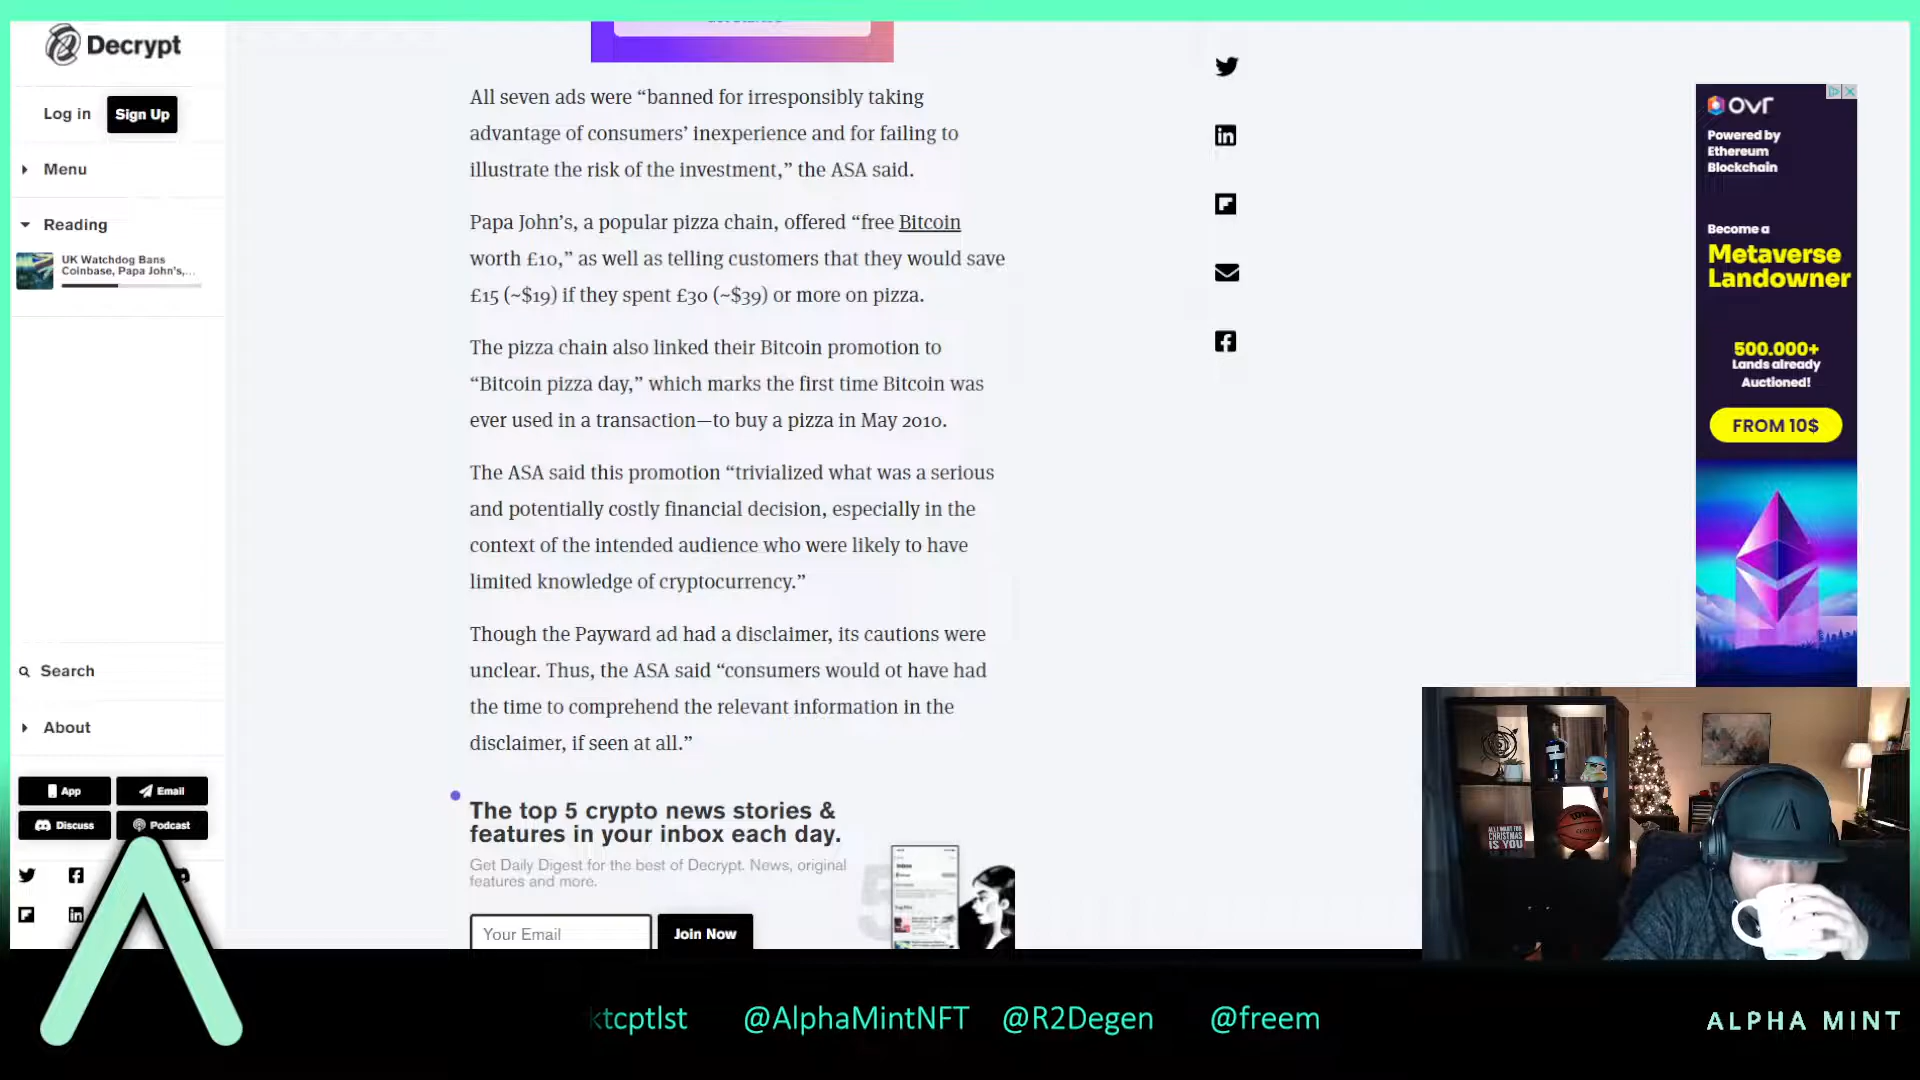 Decrypt
Log in
Sign Up
Menu
Reading
UK Watchdog Bans
Coinbase, Papa John's,...
Search
About
App
Email
Discuss
Podcast
All seven ads were “banned for irresponsibly taking
advantage of consumers’ inexperience and for failing to
illustrate the risk of the investment,” the ASA said.
Papa John’s, a popular pizza chain, offered “free Bitcoin
worth £10,” as well as telling customers that they would save
£15 (~$19) if they spent £30 (~$39) or more on pizza.
The pizza chain also linked their Bitcoin promotion to
“Bitcoin pizza day,” which marks the first time Bitcoin was
ever used in a transaction—to buy a pizza in May 2010.
The ASA said this promotion “trivialized what was a serious
and potentially costly financial decision, especially in the
context of the intended audience who were likely to have
limited knowledge of cryptocurrency.”
Though the Payward ad had a disclaimer, its cautions were
unclear. Thus, the ASA said “consumers would ot have had
the time to comprehend the relevant information in the
disclaimer, if seen at all.”
The top 5 crypto news stories &
features in your inbox each day.
Get Daily Digest for the best of Decrypt. News, original
features and more.
Your Email
Join Now
ovr
Powered by
Ethereum
Blockchain
Become a
Metaverse
Landowner
500.000+
Lands already
Auctioned!
FROM 10$
ALL I WANT FOR
CHRISTMAS
IS YOU
ktcptlst @AlphaMintNFT @R2Degen @freem
ALPHA MINT